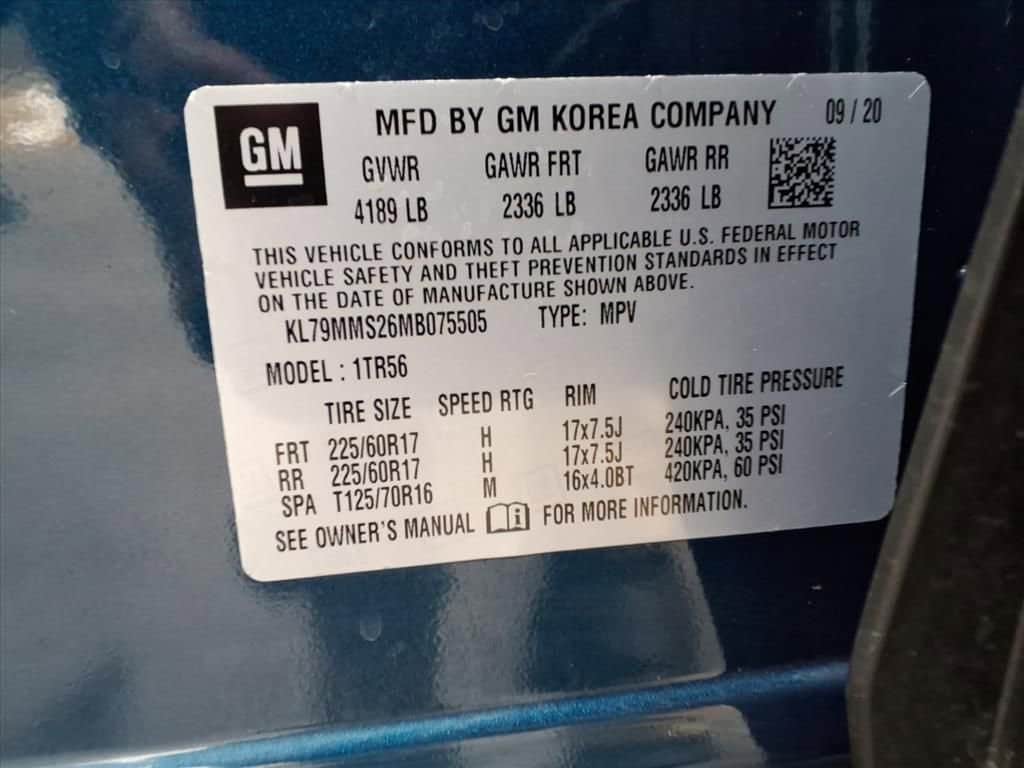 GM
MFD BY GM KOREA COMPANY 09 / 20
GVWR GAWR FRT GAWR RR
4189 LB 2336 LB 2336 LB
THIS VEHICLE CONFORMS TO ALL APPLICABLE U.S. FEDERAL MOTOR
VEHICLE SAFETY AND THEFT PREVENTION STANDARDS IN EFFECT
ON THE DATE OF MANUFACTURE SHOWN ABOVE.
KL79MMS26MB075505 TYPE: MPV
MODEL : 1TR56
TIRE SIZE SPEED RTG RIM COLD TIRE PRESSURE
FRT 225/60R17 H 17x7.5J 240KPA, 35 PSI
RR 225/60R17 H 17x7.5J 240KPA, 35 PSI
SPA T125/70R16 M 16x4.0BT 420KPA, 60 PSI
SEE OWNER'S MANUAL FOR MORE INFORMATION.